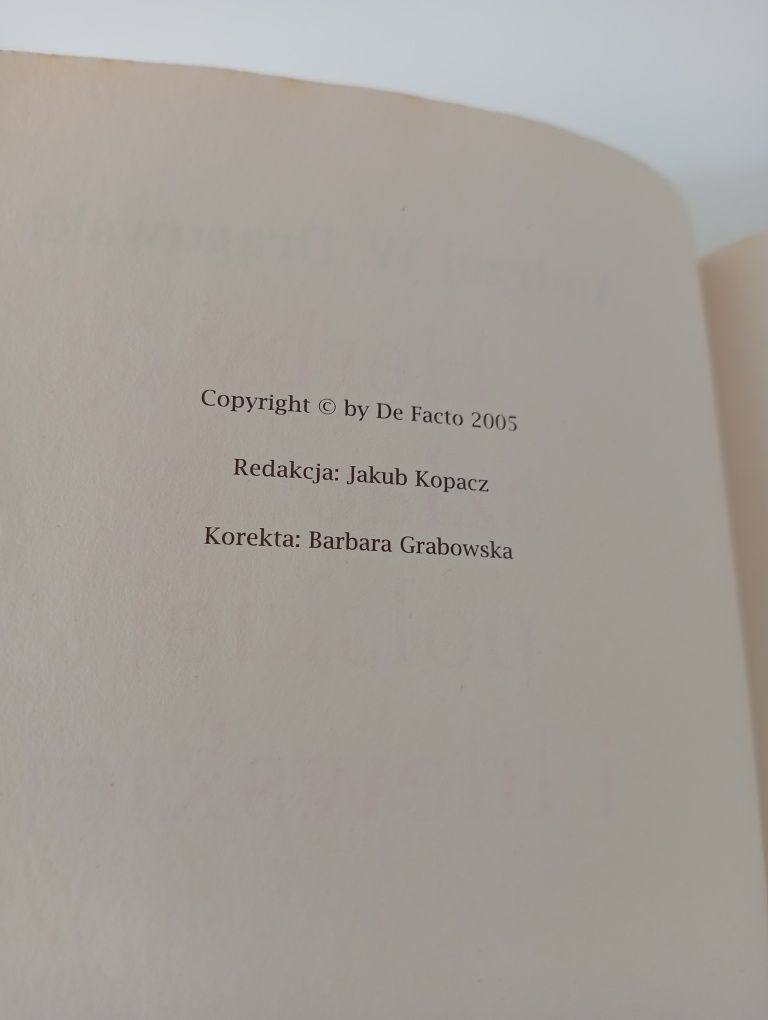 Copyright © by De Facto 2005
Redakcja: Jakub Kopacz
Korekta: Barbara Grabowska